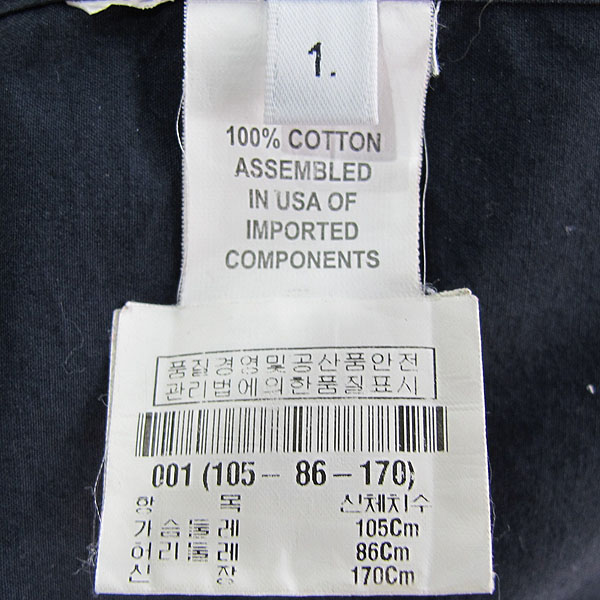 1.
100% COTTON
ASSEMBLED
IN USA OF
IMPORTED
COMPONENTS
품질경영및공산품안전
관리법에의한품질표시
001 (105 - 86 - 170)
항 목 신체치수
가슴둘레 105Cm
허리둘레 86Cm
신 장 170Cm